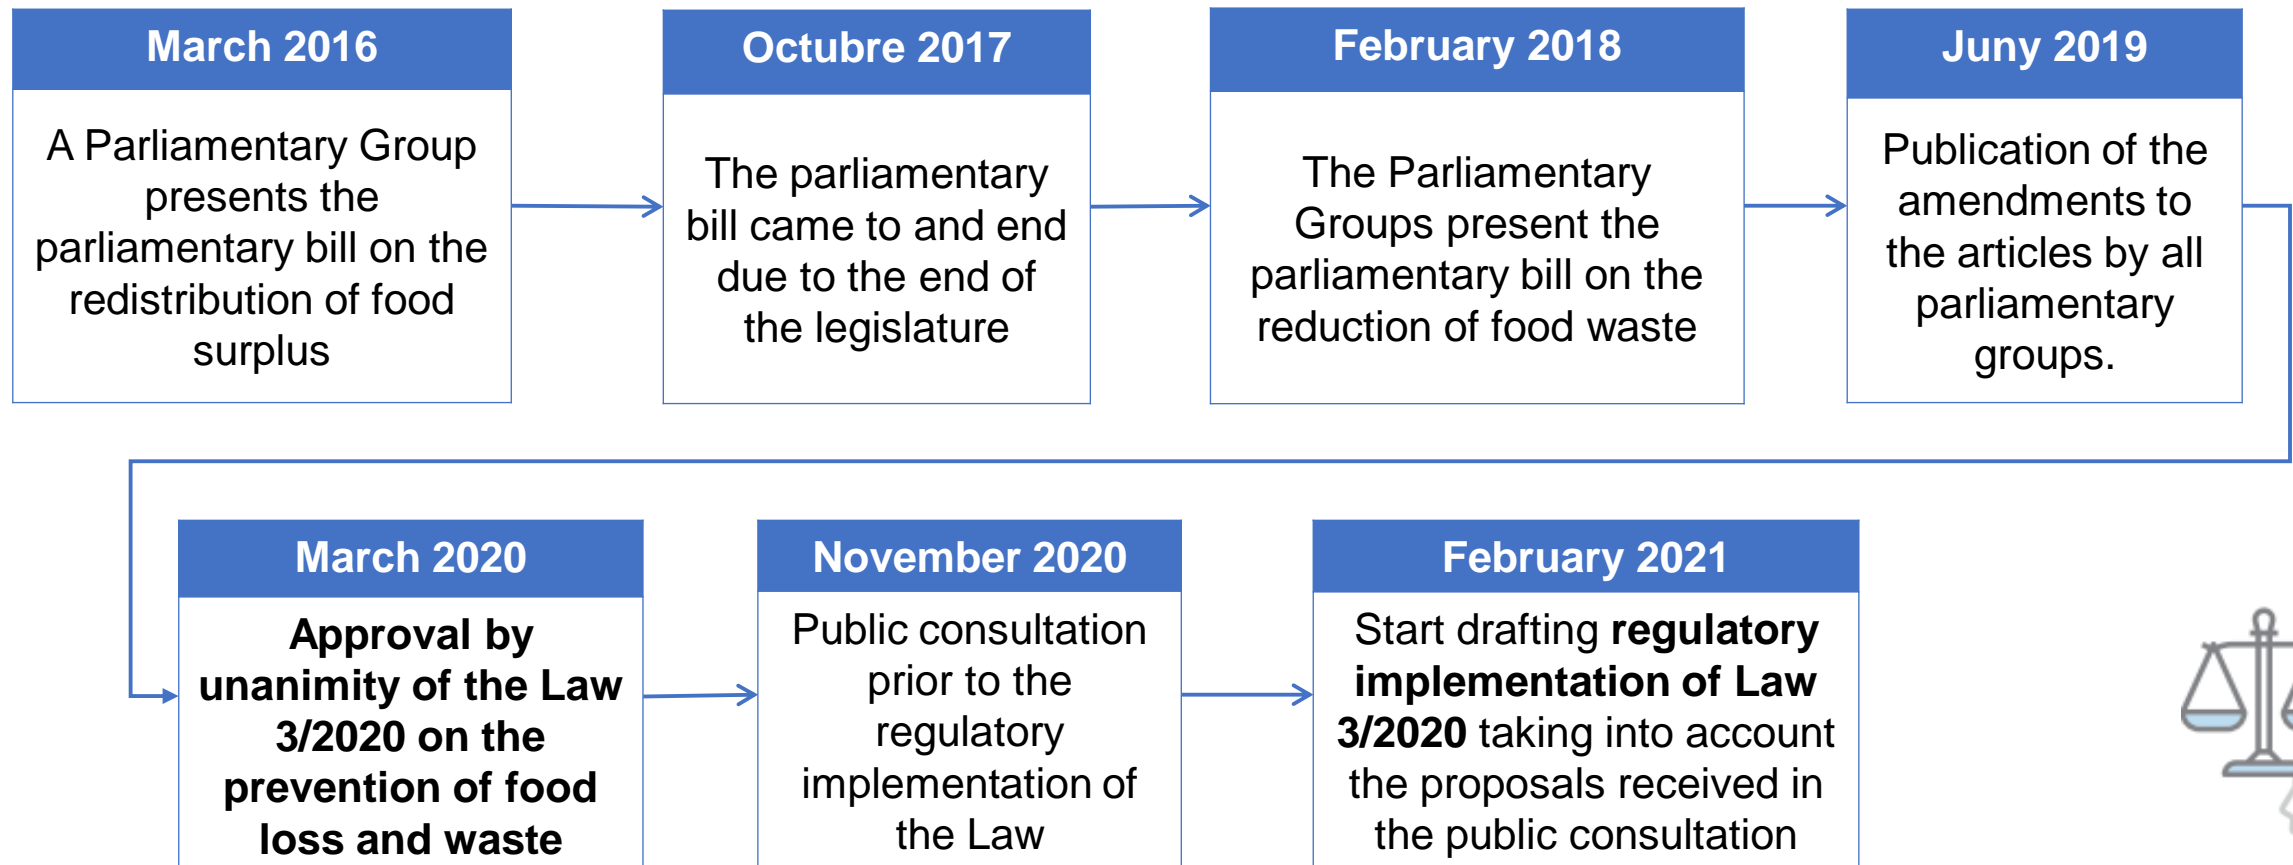 March 2016
A Parliamentary Group
presents the
parliamentary bill on the
redistribution of food
surplus
Octubre 2017
The parliamentary
bill came to and end
due to the end of
the legislature
February 2018
The Parliamentary
Groups present the
parliamentary bill on the
reduction of food waste
Juny 2019
Publication of the
amendments to
the articles by all
parliamentary
groups.
March 2020
Approval by
unanimity of the Law
3/2020 on the
prevention of food
loss and waste
November 2020
Public consultation
prior to the
regulatory
implementation of
the Law
February 2021
Start drafting regulatory
implementation of Law
3/2020 taking into account
the proposals received in
the public consultation